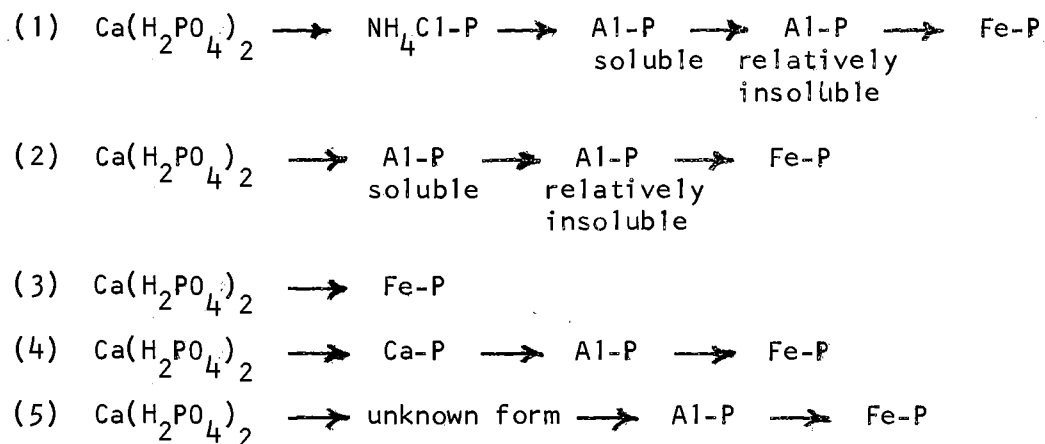 (1) Ca(H2PO4)2 → NH4Cl-P → Al-P → Al-P → Fe-P
soluble relatively
insoluble
(2) Ca(H2PO4)2 → Al-P → Al-P → Fe-P
soluble relatively
insoluble
(3) Ca(H2PO4)2 → Fe-P
(4) Ca(H2PO4)2 → Ca-P → Al-P → Fe-P
(5) Ca(H2PO4)2 → unknown form → Al-P → Fe-P